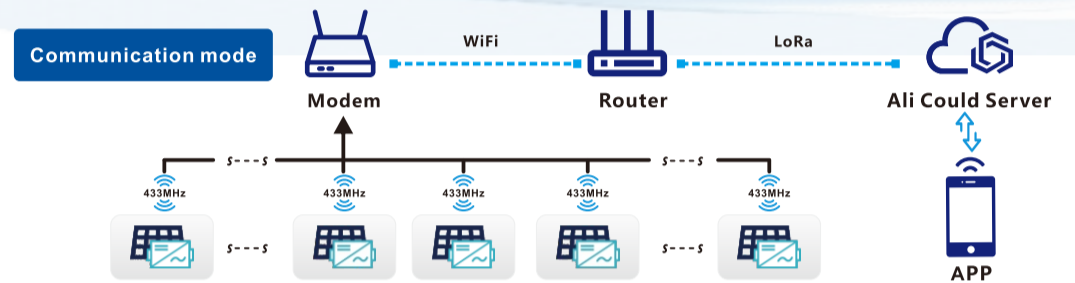 Communication mode
WiFi
LoRa
Modem
Router
Ali Could Server
s---s
s---s
433MHz
433MHz
433MHz
433MHz
433MHz
s---s
s---s
APP